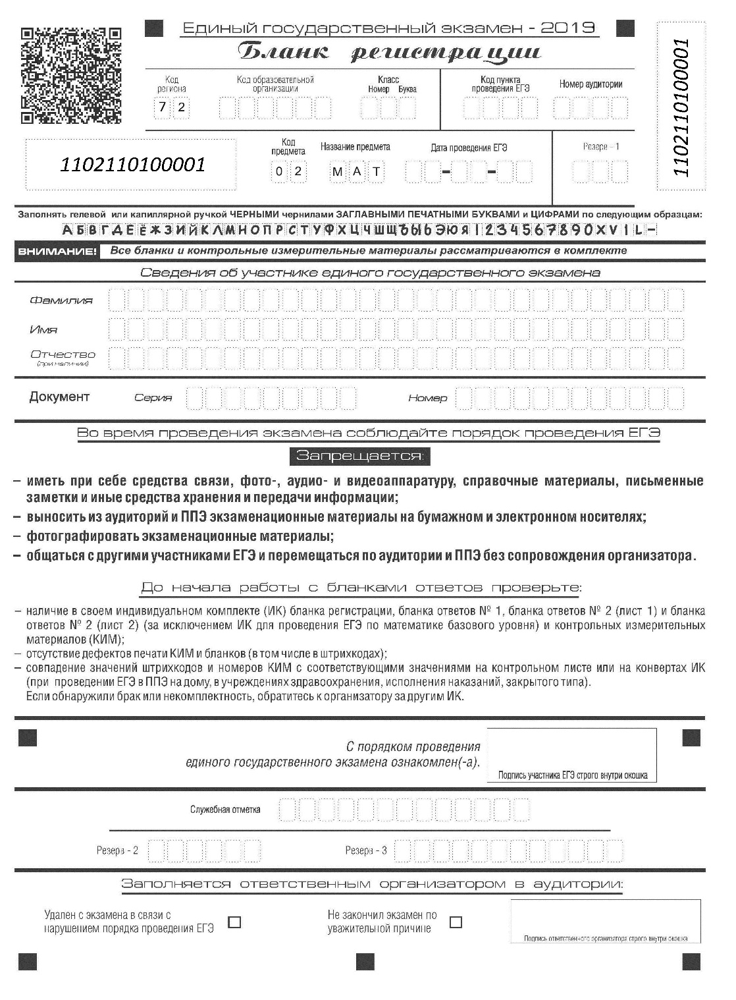 Единый государственный экзамен - 2019
Бланк регистрации
Код региона
Код образовательной организации
Класс
Номер Буква
Код пункта проведения ЕГЭ
Номер аудитории
7 2
1102110100001
1102110100001
Код предмета
Название предмета
Дата проведения ЕГЭ
Резерв - 1
0 2
М А Т
- -
Заполнять гелевой или капиллярной ручкой ЧЕРНЫМИ чернилами ЗАГЛАВНЫМИ ПЕЧАТНЫМИ БУКВАМИ и ЦИФРАМИ по следующим образцам:
А Б В Г Д Е Ё Ж З И Й К Л М Н О П Р С Т У Ф Х Ц Ч Ш Щ Ъ Ы Ь Э Ю Я 1 2 3 4 5 6 7 8 9 0 X V I L -
ВНИМАНИЕ! Все бланки и контрольные измерительные материалы рассматриваются в комплекте
Сведения об участнике единого государственного экзамена
Фамилия
Имя
Отчество
(при наличии)
Документ Серия Номер
Во время проведения экзамена соблюдайте порядок проведения ЕГЭ
Запрещается:
– иметь при себе средства связи, фото-, аудио- и видеоаппаратуру, справочные материалы, письменные
заметки и иные средства хранения и передачи информации;
– выносить из аудиторий и ППЭ экзаменационные материалы на бумажном и электронном носителях;
– фотографировать экзаменационные материалы;
– общаться с другими участниками ЕГЭ и перемещаться по аудитории и ППЭ без сопровождения организатора.
До начала работы с бланками ответов проверьте:
– наличие в своем индивидуальном комплекте (ИК) бланка регистрации, бланка ответов № 1, бланка ответов № 2 (лист 1) и бланка
ответов № 2 (лист 2) (за исключением ИК для проведения ЕГЭ по математике базового уровня) и контрольных измерительных
материалов (КИМ);
– отсутствие дефектов печати КИМ и бланков (в том числе в штрихкодах);
– совпадение значений штрихкодов и номеров КИМ с соответствующими значениями на контрольном листе или на конвертах ИК
(при проведении ЕГЭ в ППЭ на дому, в учреждениях здравоохранения, исполнения наказаний, закрытого типа).
Если обнаружили брак или некомплектность, обратитесь к организатору за другим ИК.
С порядком проведения
единого государственного экзамена ознакомлен(-а).
Подпись участника ЕГЭ строго внутри окошка
Служебная отметка
Резерв - 2 Резерв - 3
Заполняется ответственным организатором в аудитории:
Удален с экзамена в связи с
нарушением порядка проведения ЕГЭ
Не закончил экзамен по
уважительной причине
Подпись ответственного организатора строго внутри окошка